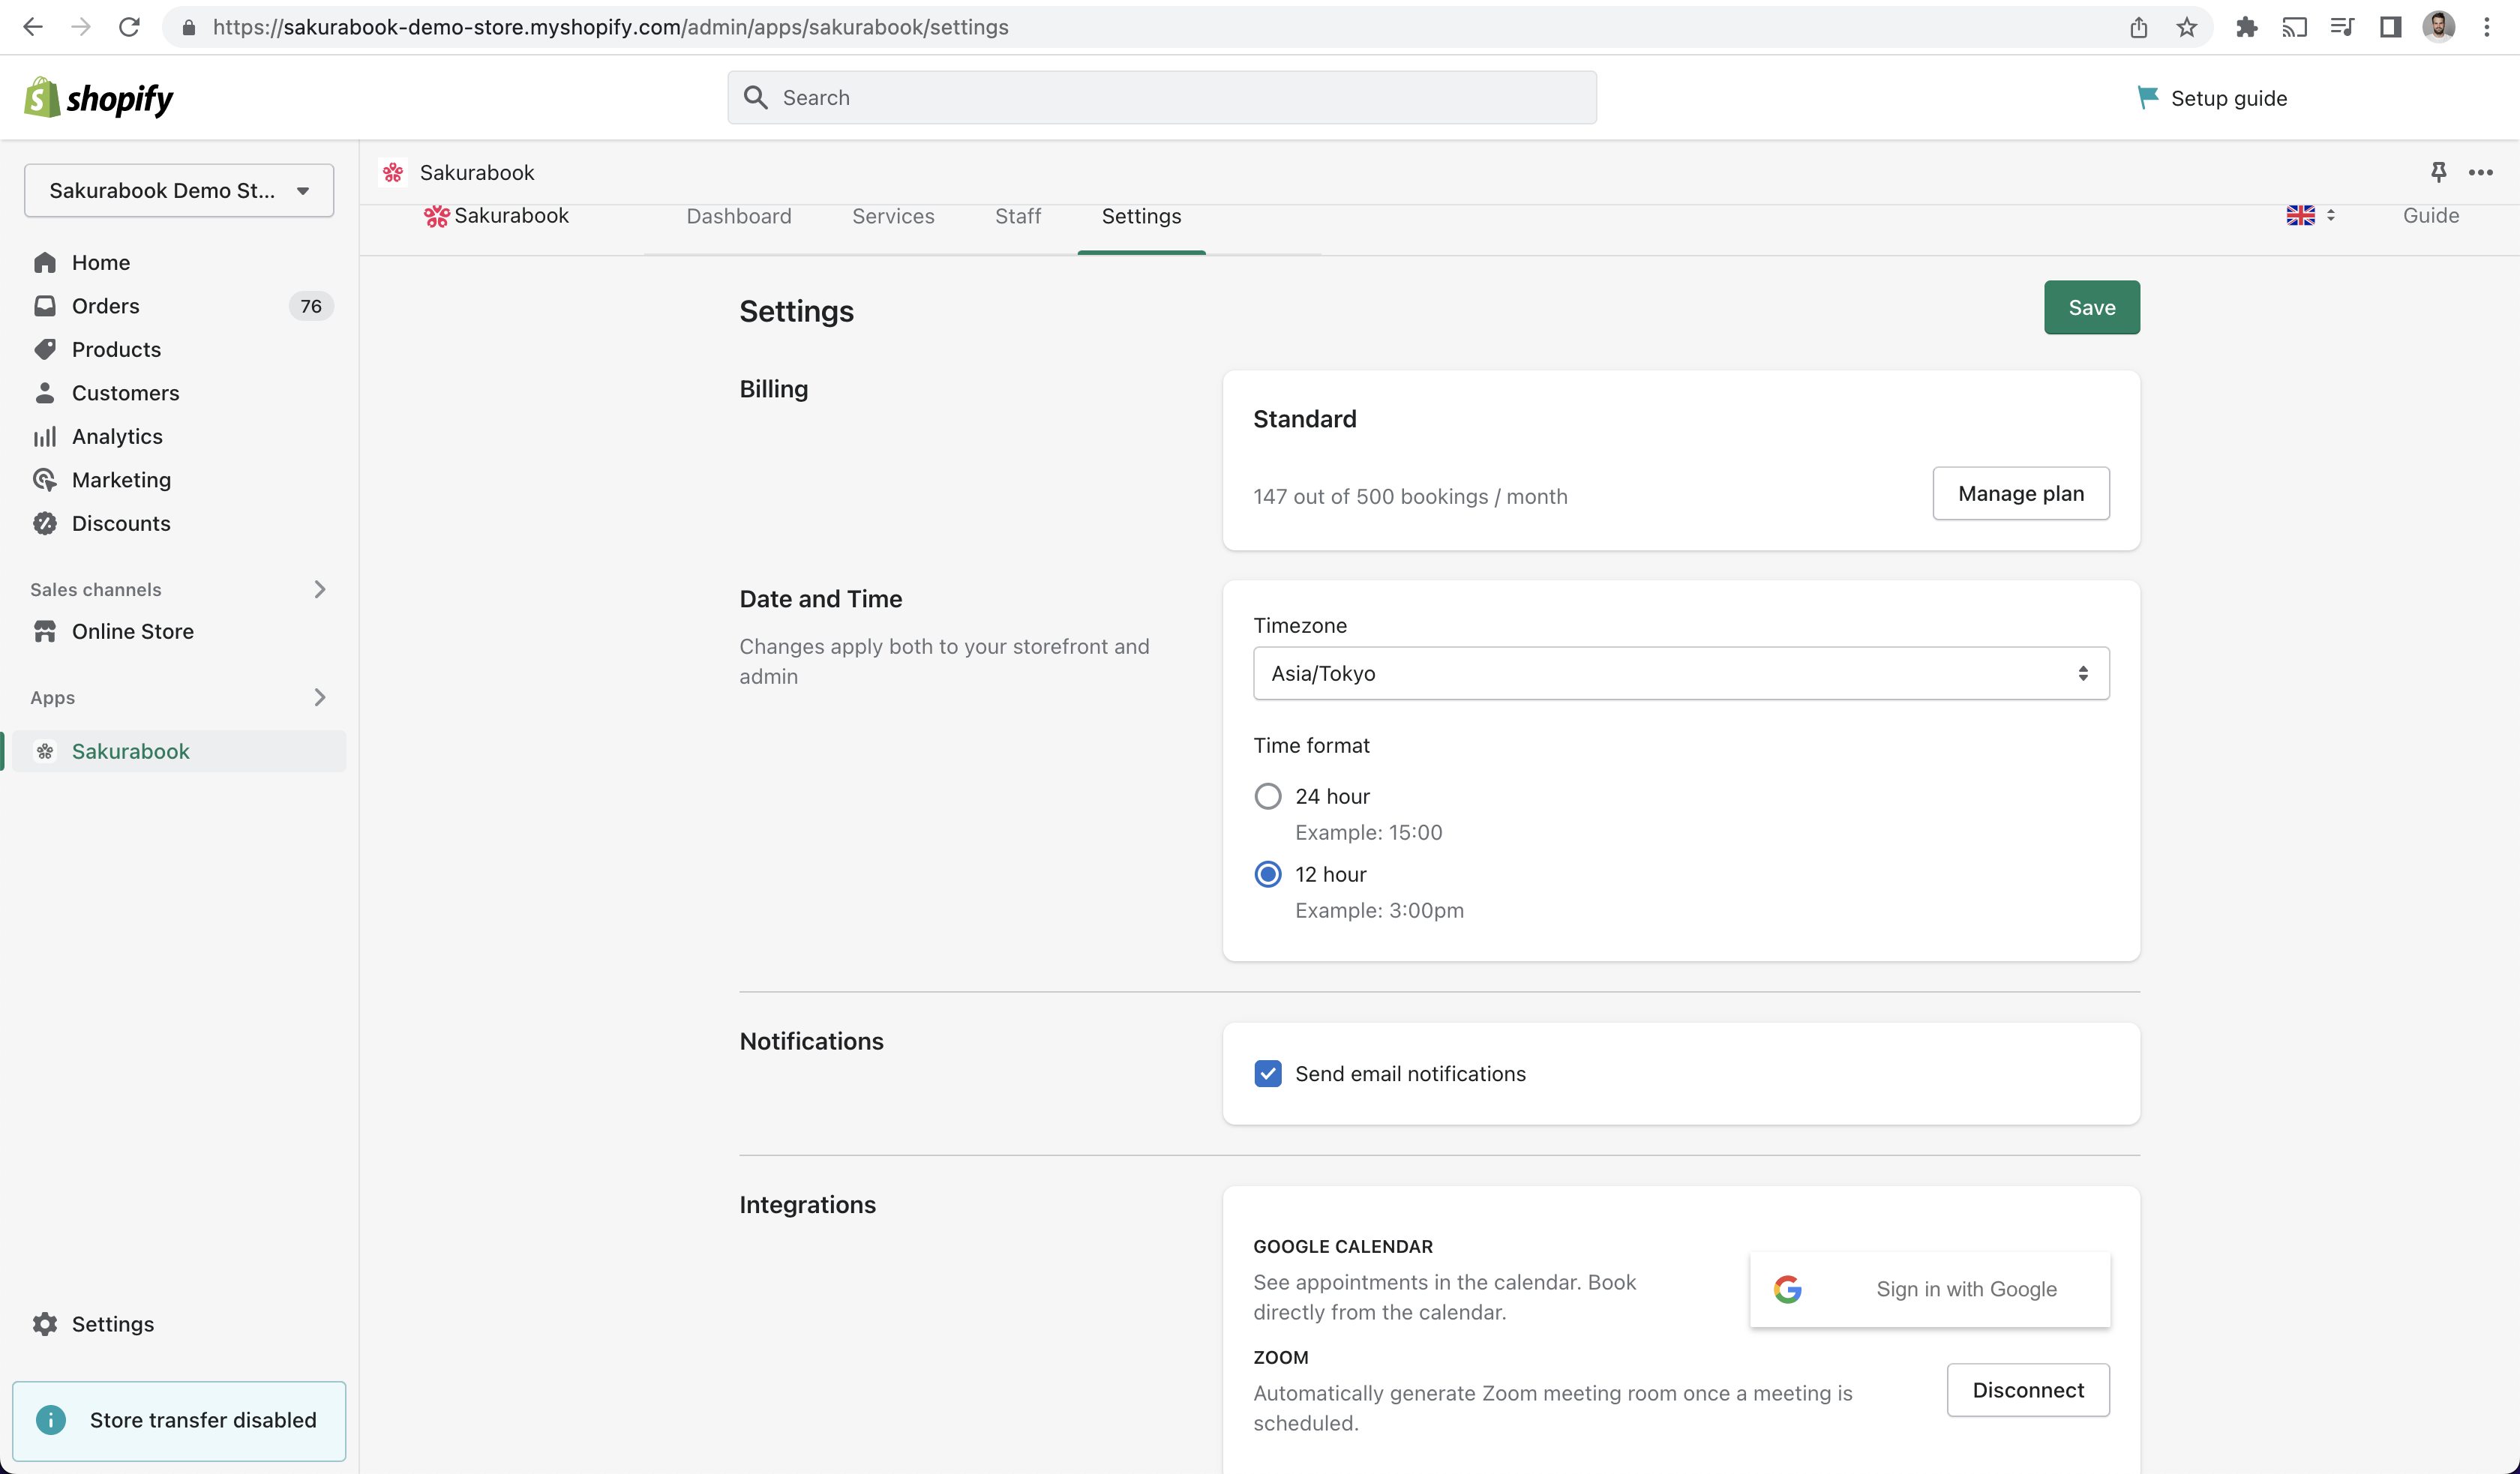 https://sakurabook-demo-store.myshopify.com/admin/apps/sakurabook/settings
shopify
Search
Setup guide
Sakurabook Demo St...
Home
Orders
76
Products
Customers
Analytics
Marketing
Discounts
Sales channels
Online Store
Apps
Sakurabook
Settings
Store transfer disabled
Sakurabook
Sakurabook
Dashboard
Services
Staff
Settings
Guide
Settings
Save
Billing
Standard
147 out of 500 bookings / month
Manage plan
Date and Time
Changes apply both to your storefront and
admin
Timezone
Asia/Tokyo
Time format
24 hour
Example: 15:00
12 hour
Example: 3:00pm
Notifications
Send email notifications
Integrations
GOOGLE CALENDAR
See appointments in the calendar. Book
directly from the calendar.
Sign in with Google
ZOOM
Automatically generate Zoom meeting room once a meeting is
scheduled.
Disconnect